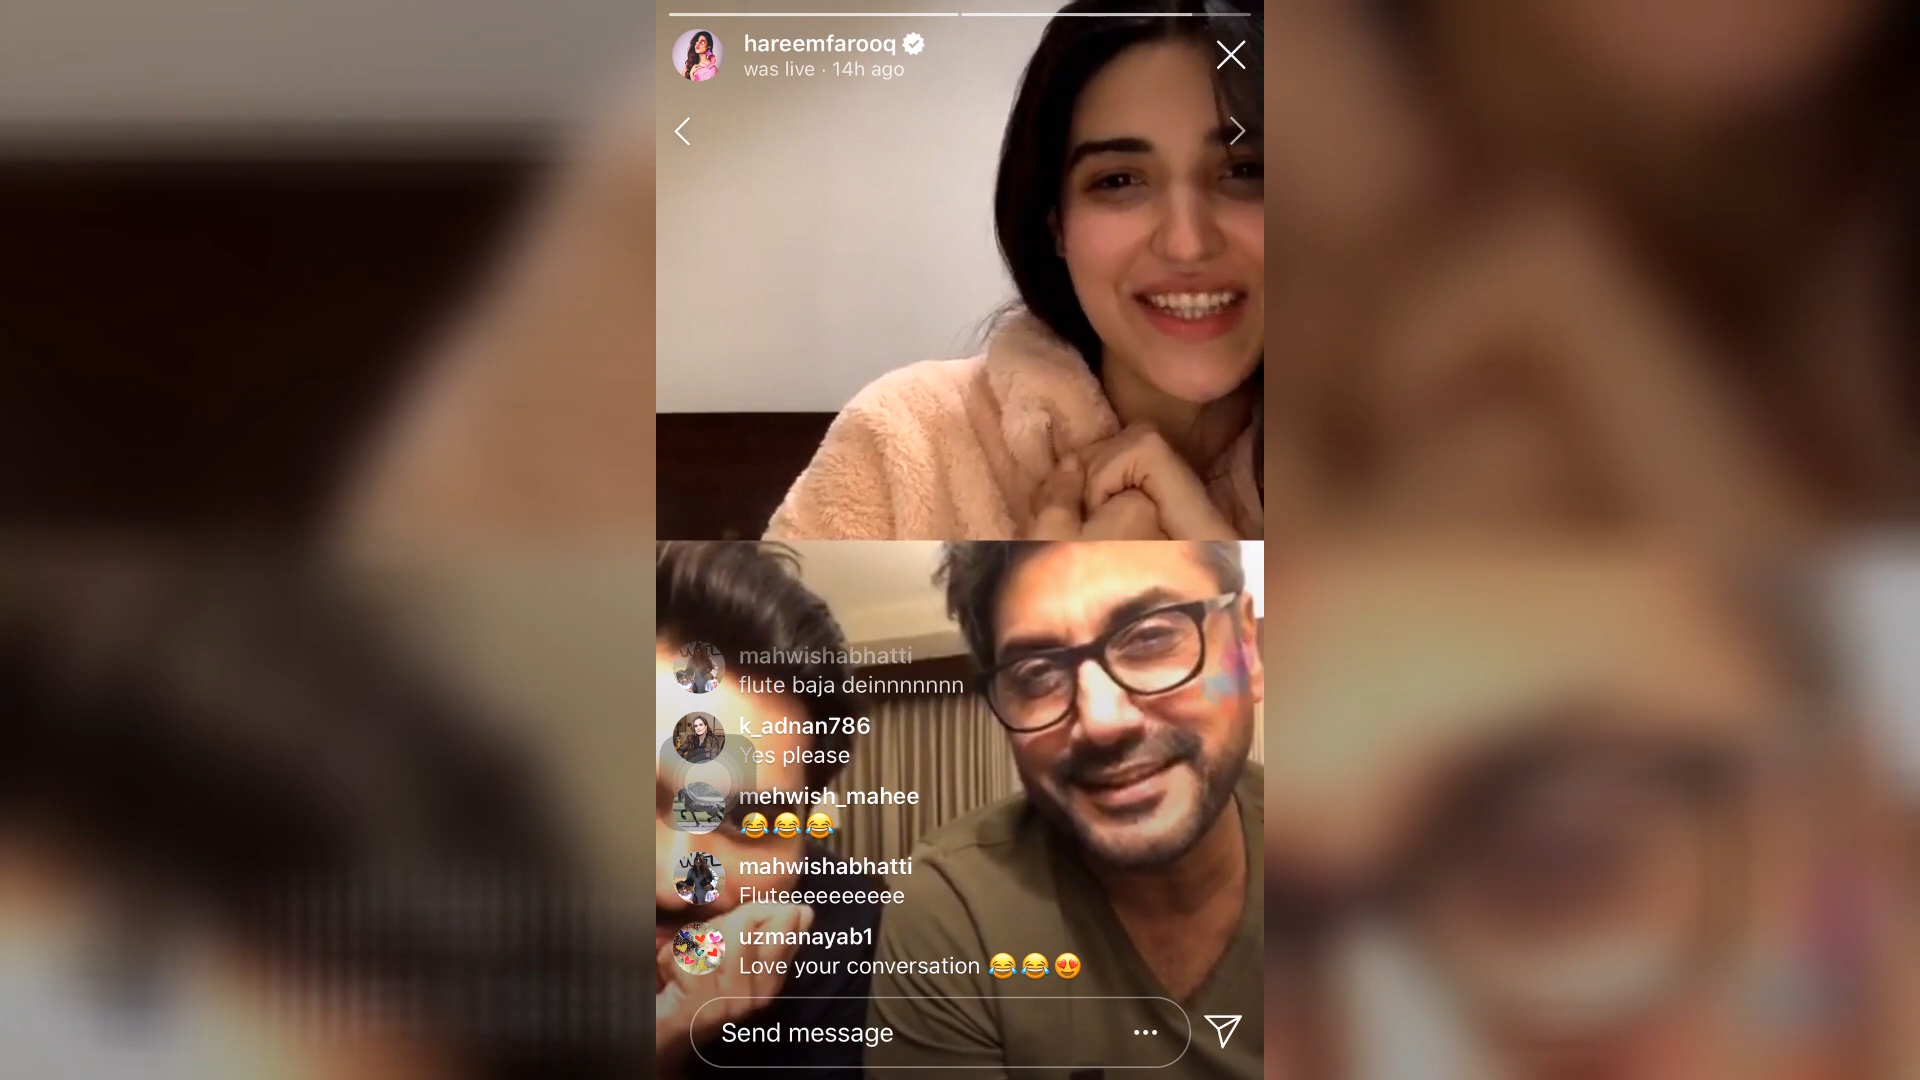 hareemfarooq
was live · 14h ago
mahwishabhatti
flute baja deinnnnnnn
k_adnan786
Yes please
mehwish_mahee
😂😂😂
mahwishabhatti
Fluteeeeeeeeee
uzmanayab1
Love your conversation 😂😂😍
Send message